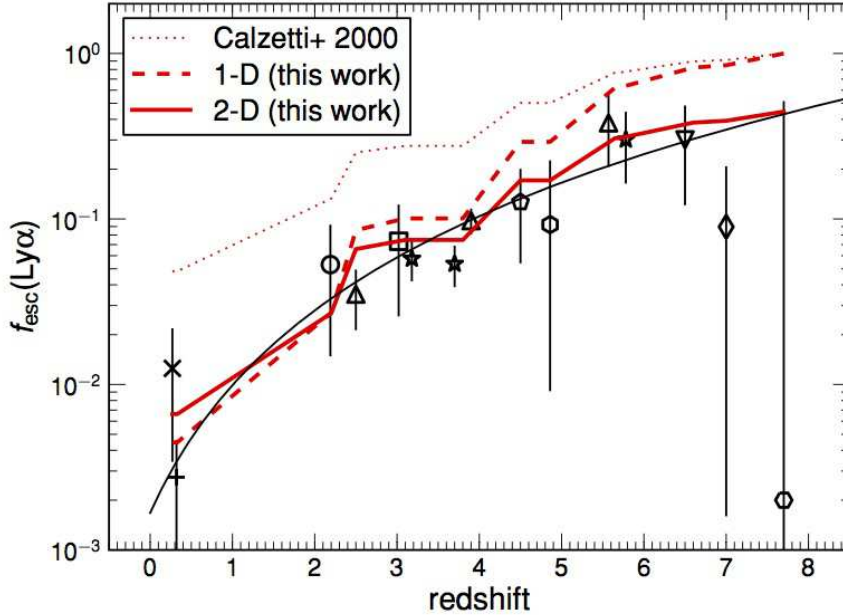 Calzetti+ 2000
1-D (this work)
2-D (this work)
f_esc(Lyα)
10⁰
10⁻¹
10⁻²
10⁻³
0 1 2 3 4 5 6 7 8
redshift